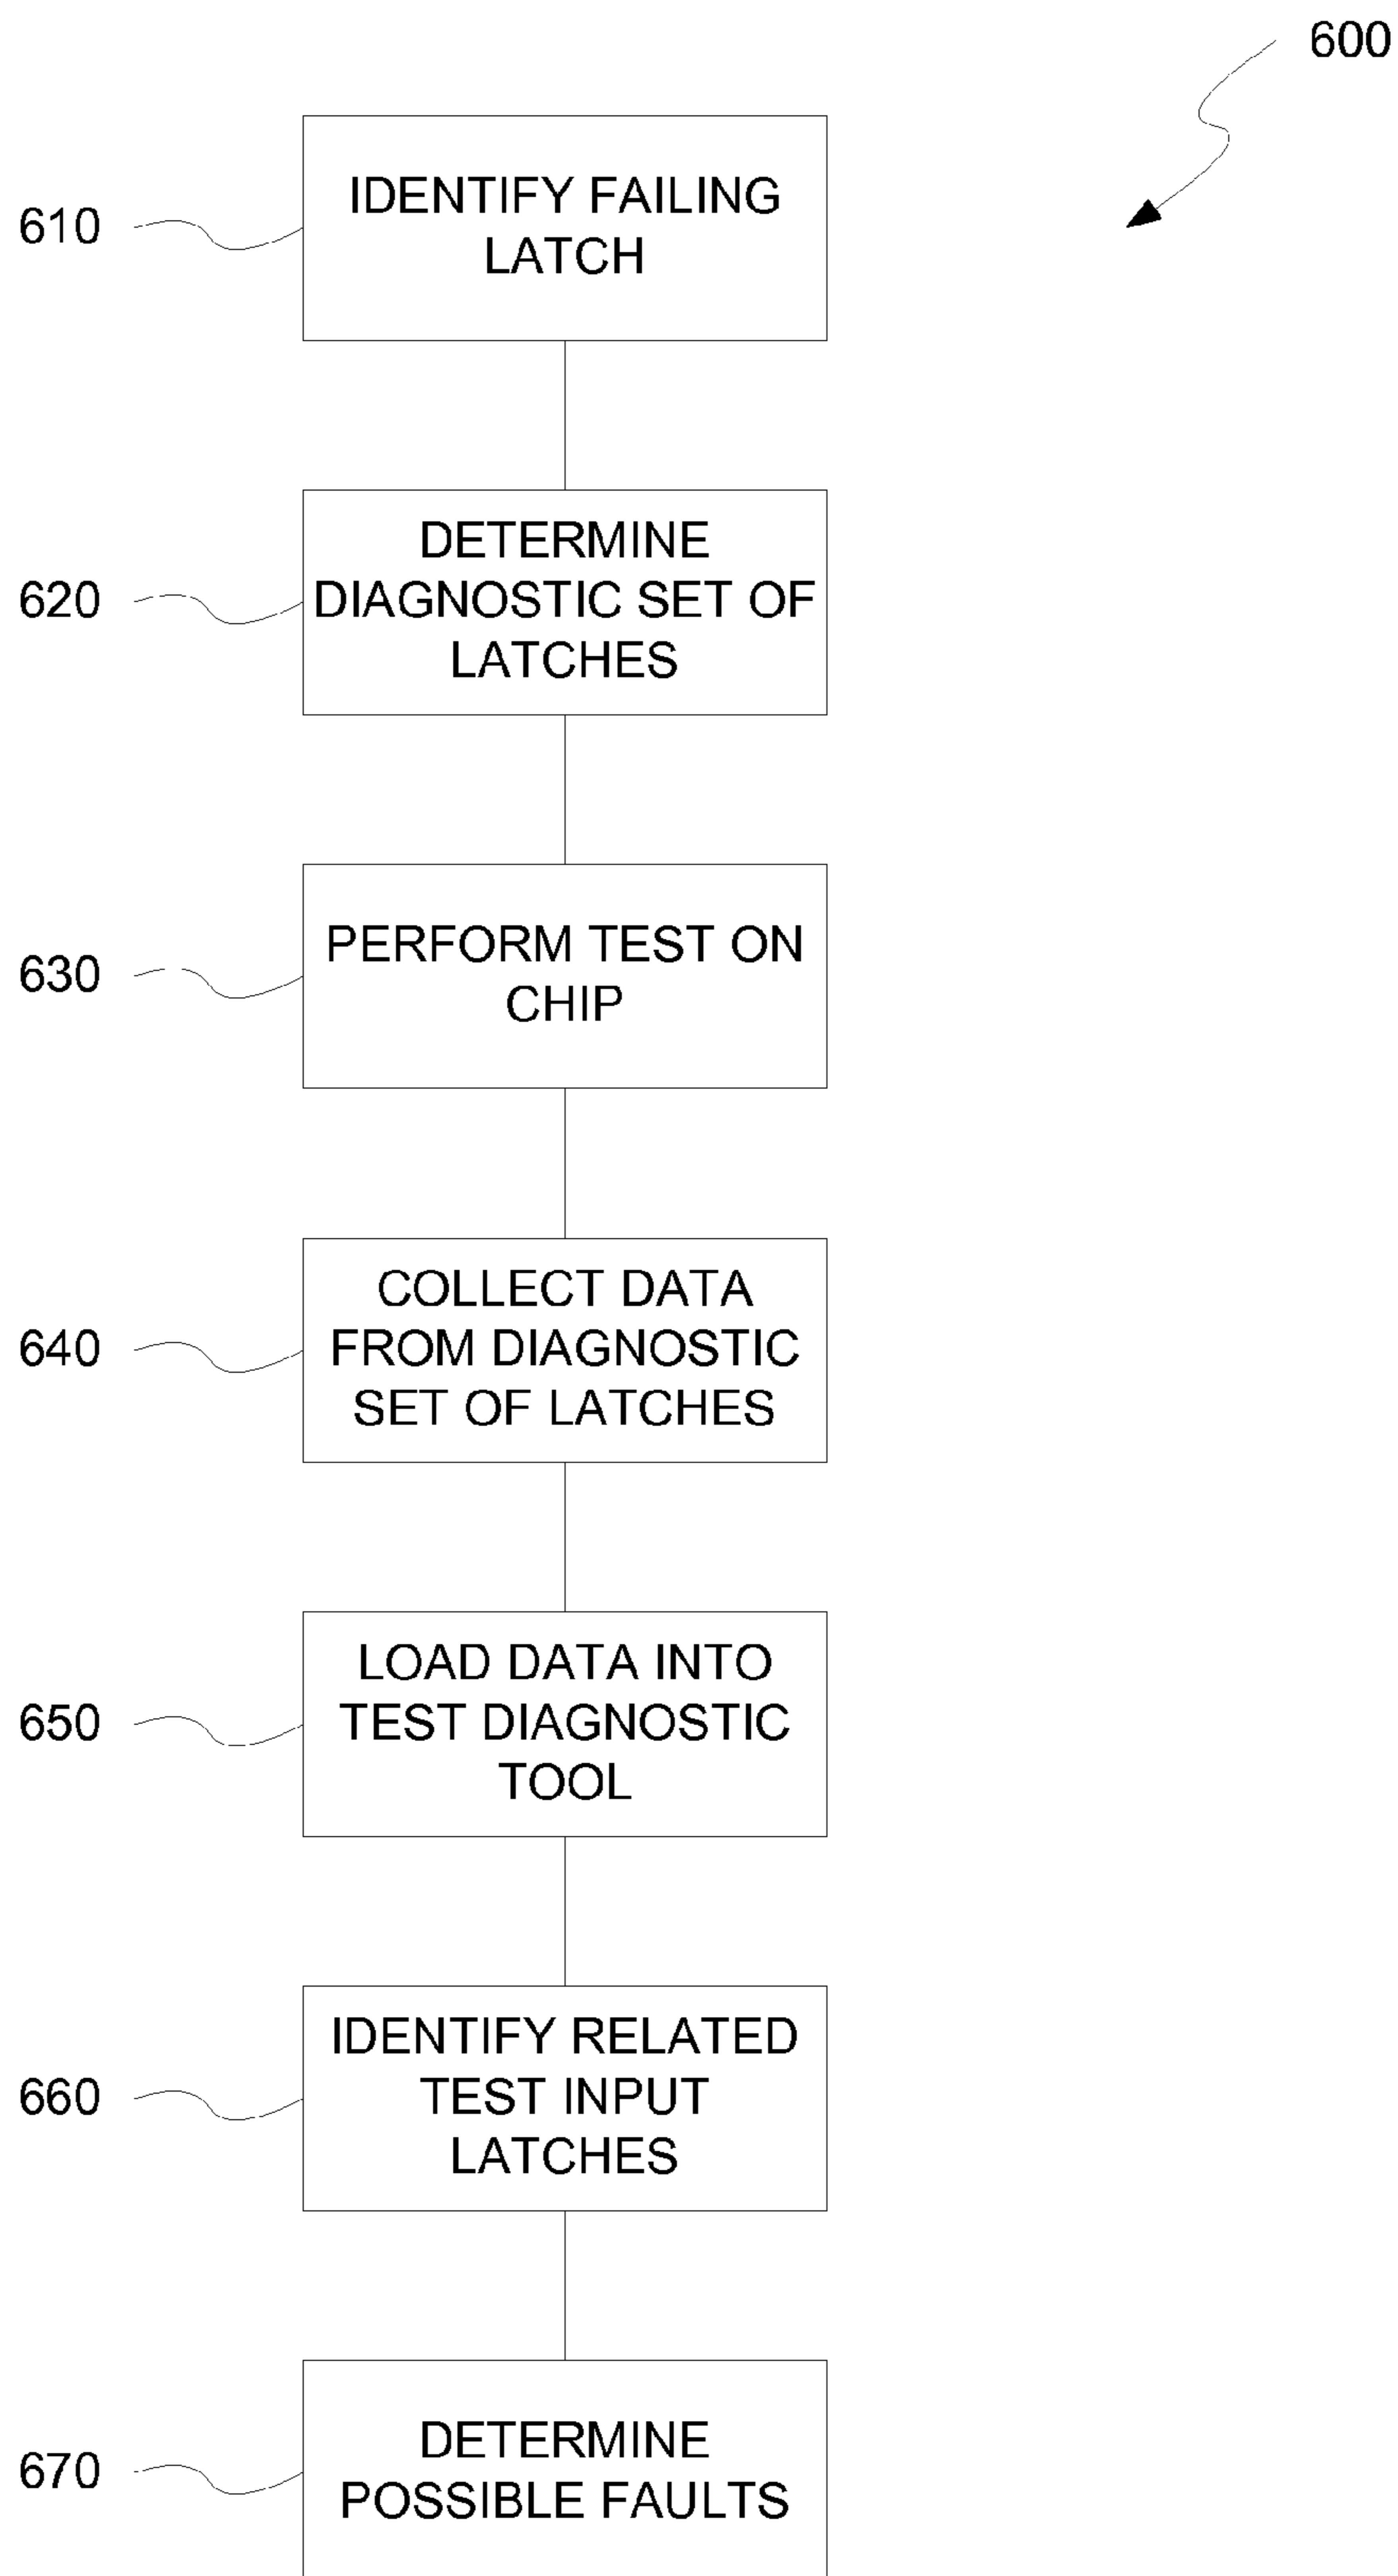 600
610
IDENTIFY FAILING
LATCH
620
DETERMINE
DIAGNOSTIC SET OF
LATCHES
630
PERFORM TEST ON
CHIP
640
COLLECT DATA
FROM DIAGNOSTIC
SET OF LATCHES
650
LOAD DATA INTO
TEST DIAGNOSTIC
TOOL
660
IDENTIFY RELATED
TEST INPUT
LATCHES
670
DETERMINE
POSSIBLE FAULTS